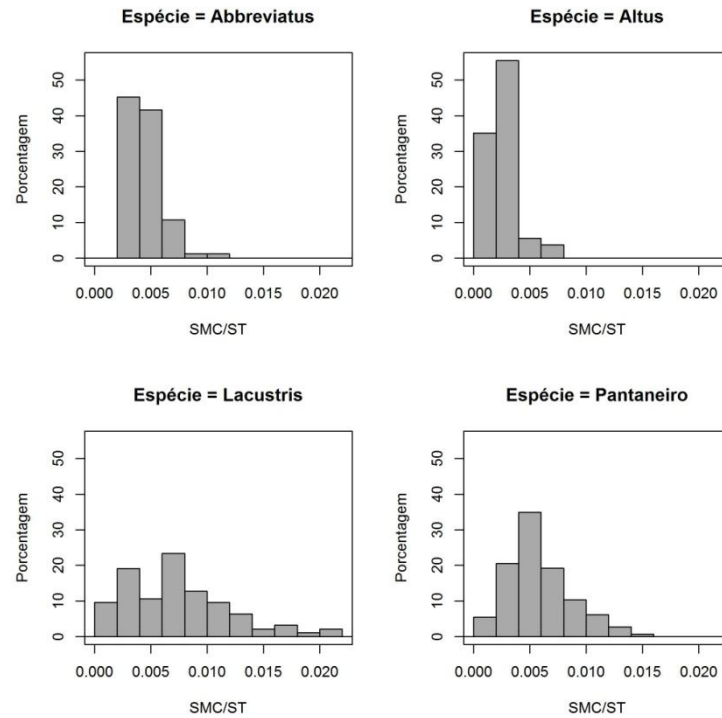 Espécie = Abbreviatus
Porcentagem
50
40
30
20
10
0
0.000 0.005 0.010 0.015 0.020
SMC/ST
Espécie = Altus
Porcentagem
50
40
30
20
10
0
0.000 0.005 0.010 0.015 0.020
SMC/ST
Espécie = Lacustris
Porcentagem
50
40
30
20
10
0
0.000 0.005 0.010 0.015 0.020
SMC/ST
Espécie = Pantaneiro
Porcentagem
50
40
30
20
10
0
0.000 0.005 0.010 0.015 0.020
SMC/ST